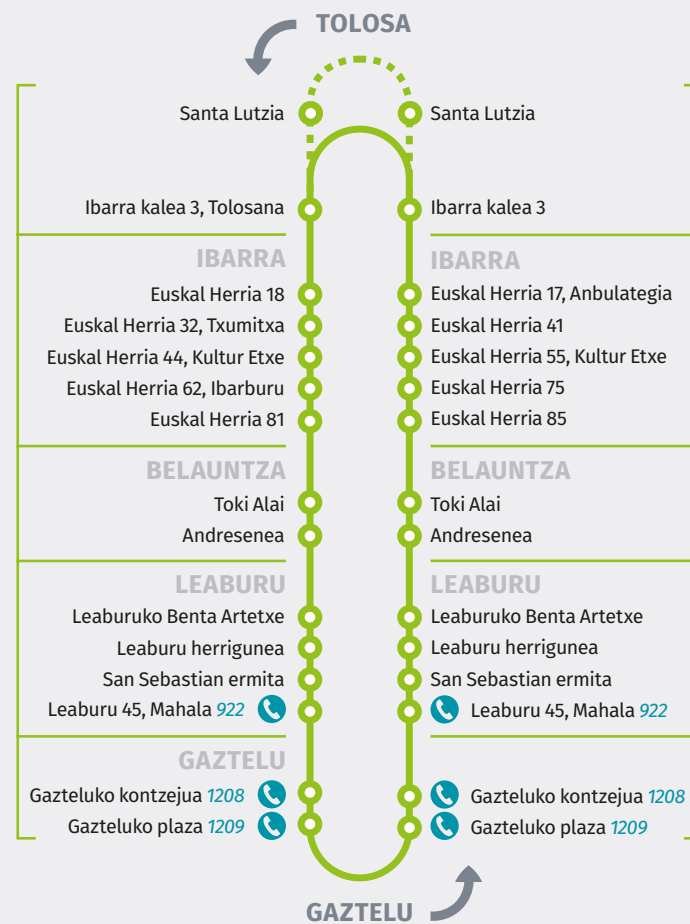 TOLOSA
Santa Lutzia
Ibarra kalea 3, Tolosana
IBARRA
Euskal Herria 18
Euskal Herria 32, Txumitxa
Euskal Herria 44, Kultur Etxe
Euskal Herria 62, Ibarburu
Euskal Herria 81
BELAUNTZA
Toki Alai
Andresenea
LEABURU
Leaburuko Benta Artetxe
Leaburu herrigunea
San Sebastian ermita
Leaburu 45, Mahala 922
GAZTELU
Gazteluko kontzejua 1208
Gazteluko plaza 1209
Santa Lutzia
Ibarra kalea 3
IBARRA
Euskal Herria 17, Anbulategia
Euskal Herria 41
Euskal Herria 55, Kultur Etxe
Euskal Herria 75
Euskal Herria 85
BELAUNTZA
Toki Alai
Andresenea
LEABURU
Leaburuko Benta Artetxe
Leaburu herrigunea
San Sebastian ermita
Leaburu 45, Mahala 922
Gazteluko kontzejua 1208
Gazteluko plaza 1209
GAZTELU